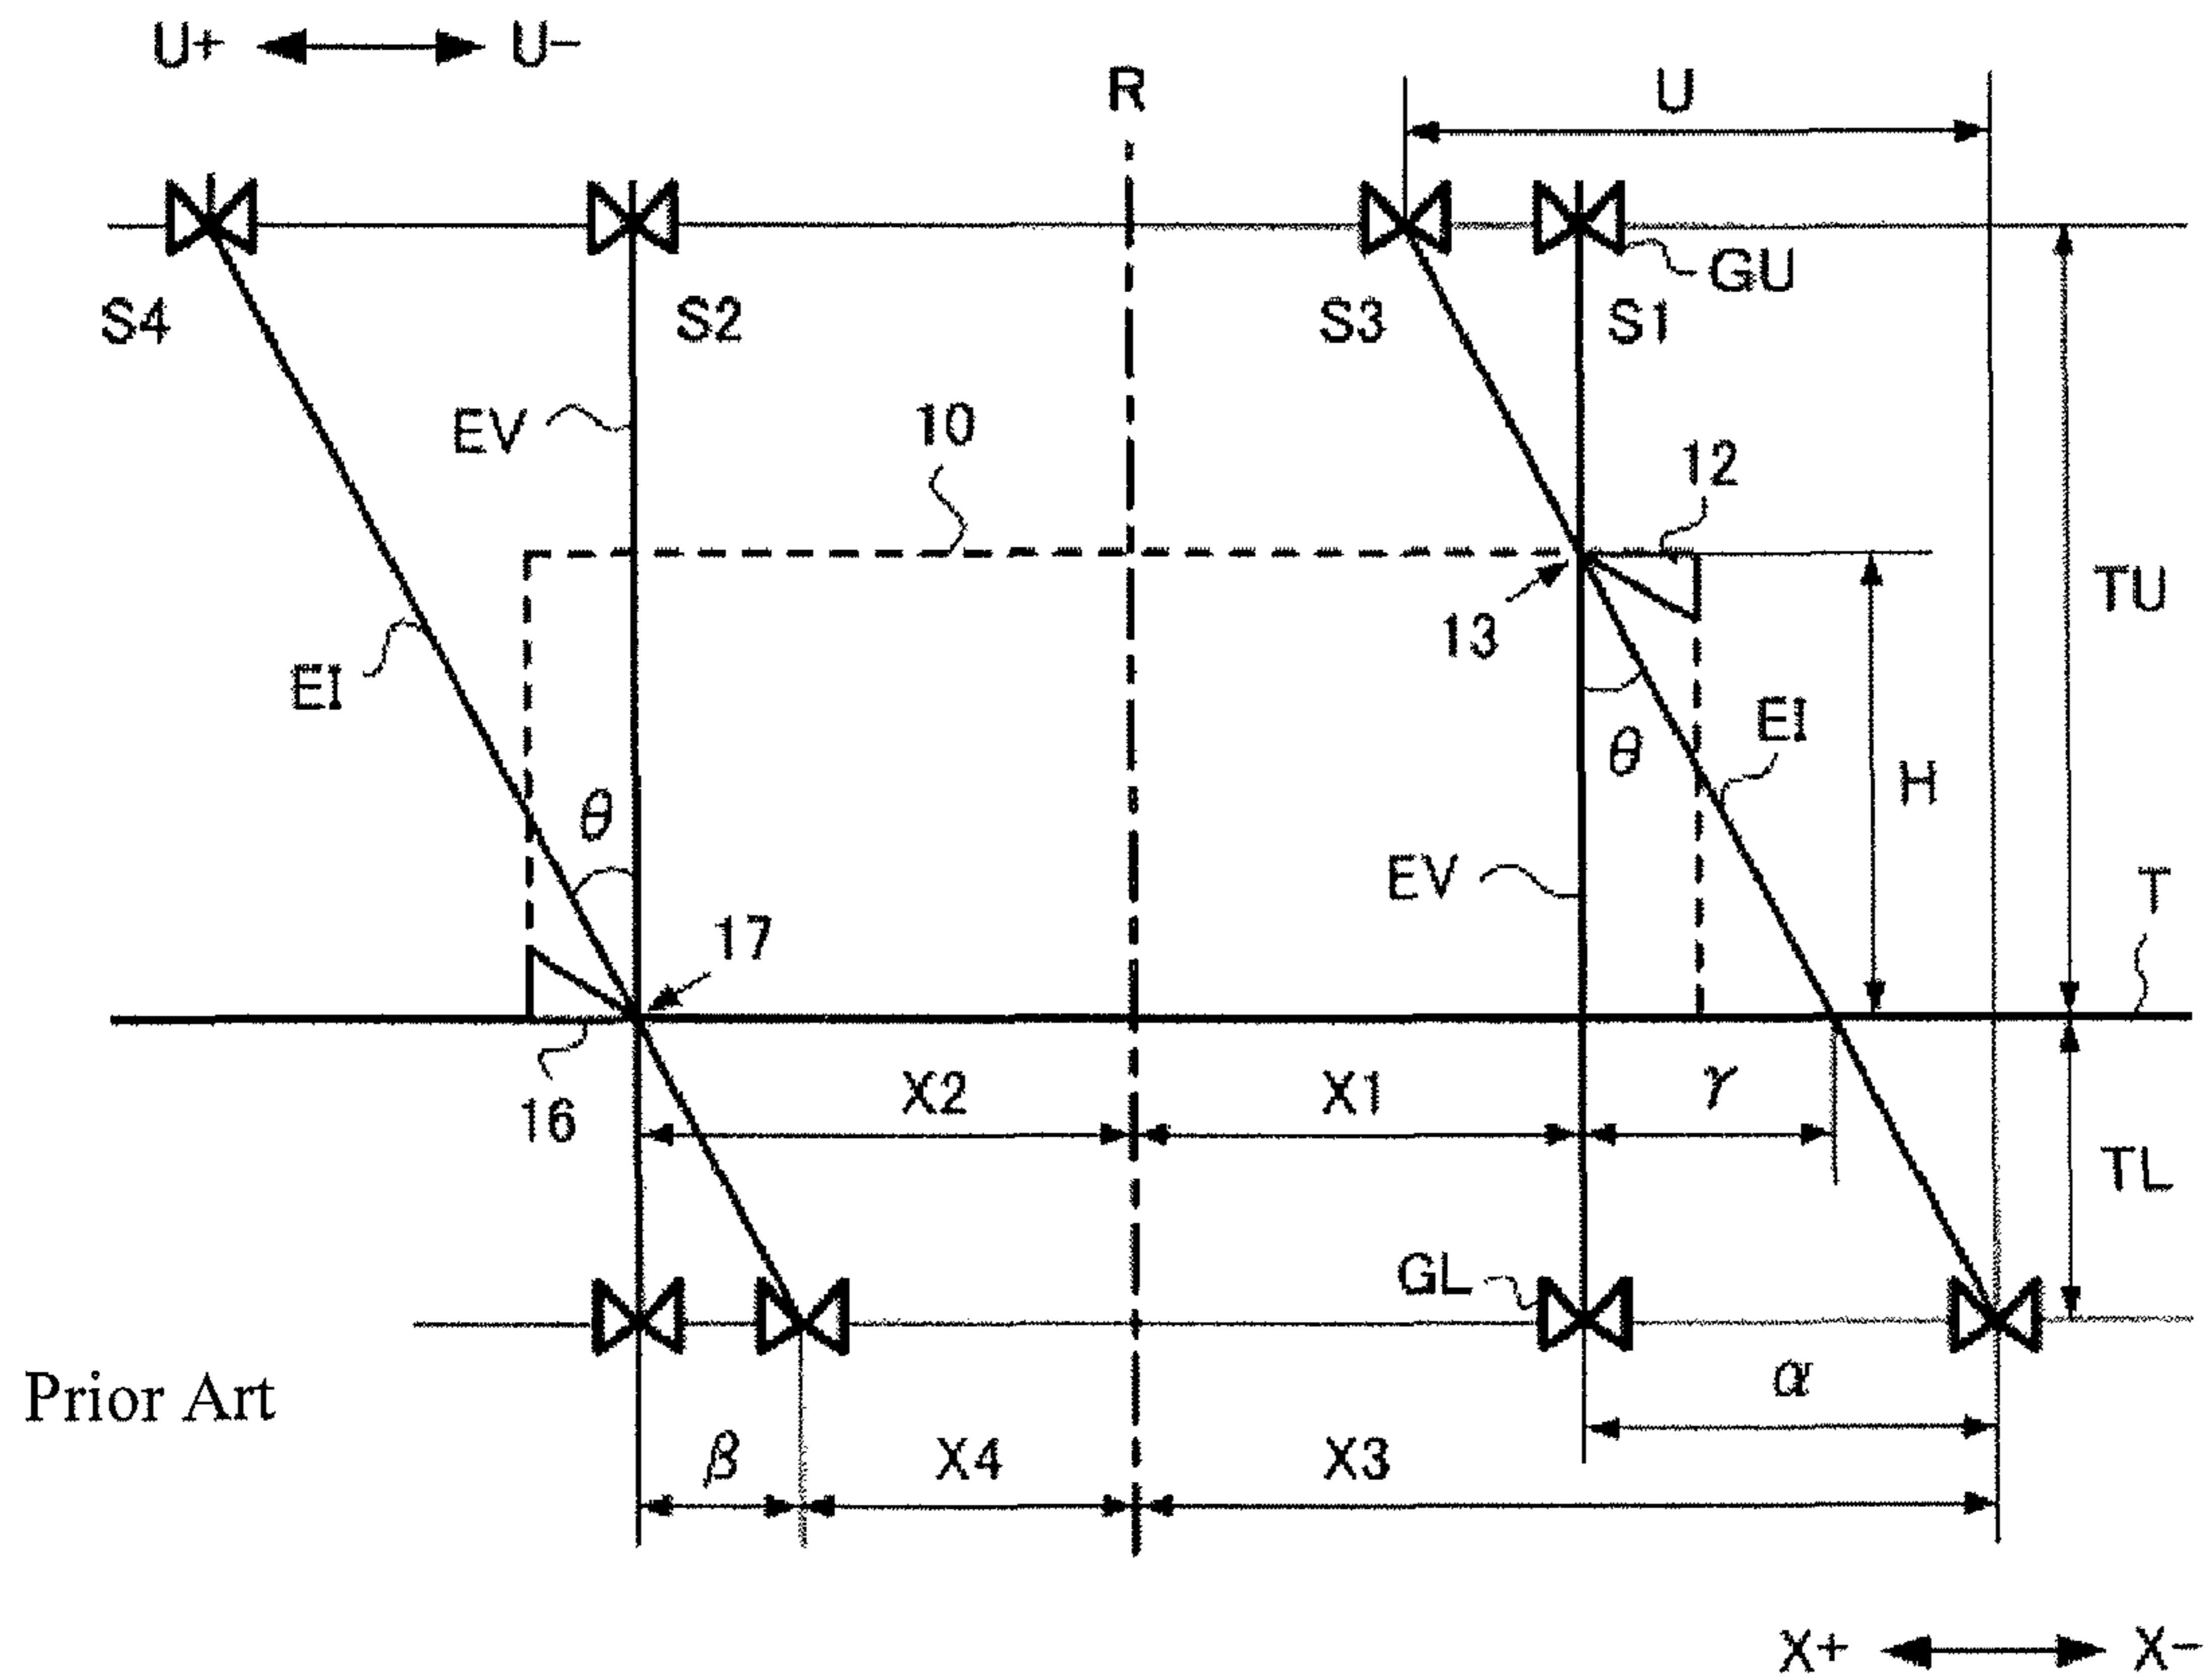 U+ U−
R
U
GU
S4 S2 S3 S1
10
EV
12
TU
13
EI
EI
θ
θ
H
17
EV
T
X2 X1 γ
16
TL
GL
Prior Art
α
β X4 X3
X+ X−